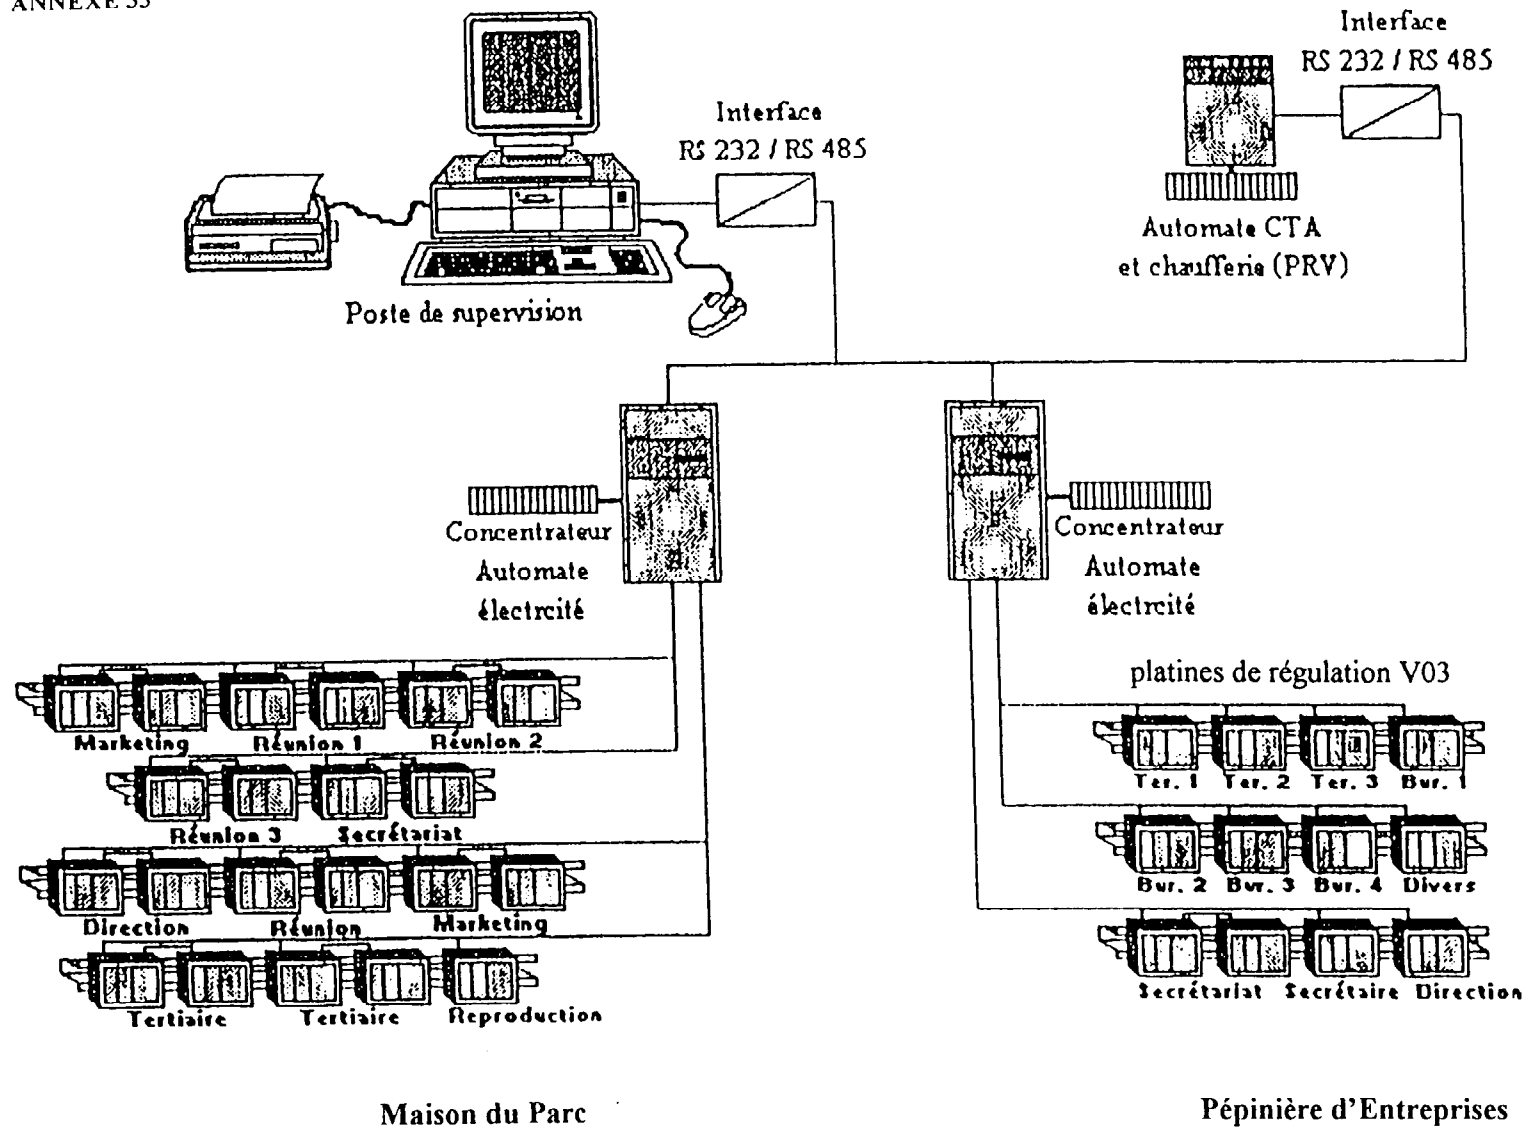 ANNEXE 35
Interface
RS 232 / RS 485
Interface
RS 232 / RS 485
Automate CTA
et chaufferie (PRV)
Poste de supervision
Concentrateur
Automate
électrcité
Concentrateur
Automate
électrcité
platines de régulation V03
Marketing Réunion 1 Réunion 2
Ter. 1 Ter. 2 Ter. 3 Bur. 1
Réunion 3 Secrétariat
Bur. 2 Bur. 3 Bur. 4 Divers
Direction Réunion Marketing
Secrétariat Secrétaire Direction
Tertiaire Tertiaire Reproduction
Maison du Parc
Pépinière d'Entreprises